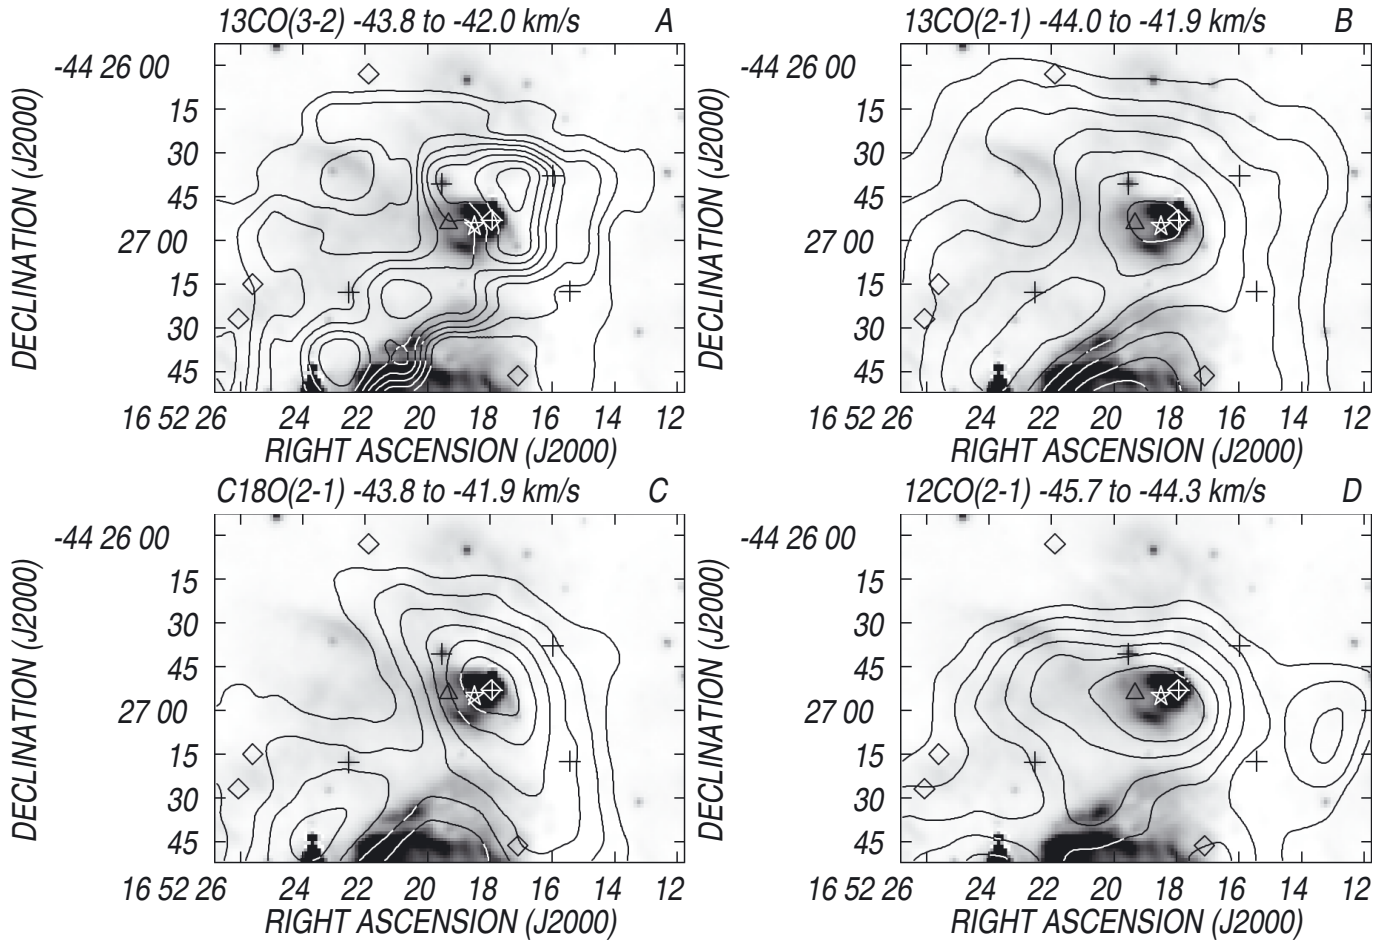 13CO(3-2) -43.8 to -42.0 km/s A
-44 26 00
15
30
45
27 00
15
30
45
DECLINATION (J2000)
16 52 26 24 22 20 18 16 14 12
RIGHT ASCENSION (J2000)
13CO(2-1) -44.0 to -41.9 km/s B
-44 26 00
15
30
45
27 00
15
30
45
DECLINATION (J2000)
16 52 26 24 22 20 18 16 14 12
RIGHT ASCENSION (J2000)
C18O(2-1) -43.8 to -41.9 km/s C
-44 26 00
15
30
45
27 00
15
30
45
DECLINATION (J2000)
16 52 26 24 22 20 18 16 14 12
RIGHT ASCENSION (J2000)
12CO(2-1) -45.7 to -44.3 km/s D
-44 26 00
15
30
45
27 00
15
30
45
DECLINATION (J2000)
16 52 26 24 22 20 18 16 14 12
RIGHT ASCENSION (J2000)